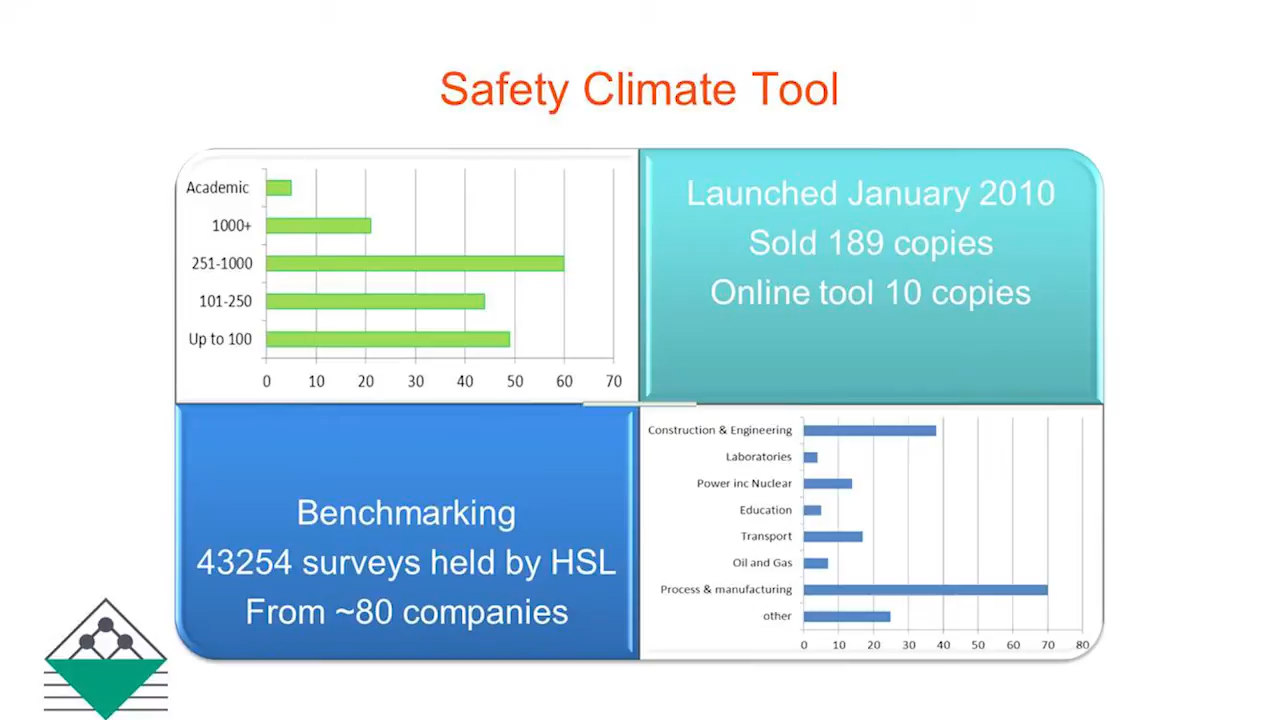 Safety Climate Tool
Academic
1000+
251-1000
101-250
Up to 100
0 10 20 30 40 50 60 70
Launched January 2010
Sold 189 copies
Online tool 10 copies
Benchmarking
43254 surveys held by HSL
From ~80 companies
Construction & Engineering
Laboratories
Power inc Nuclear
Education
Transport
Oil and Gas
Process & manufacturing
other
0 10 20 30 40 50 60 70 80